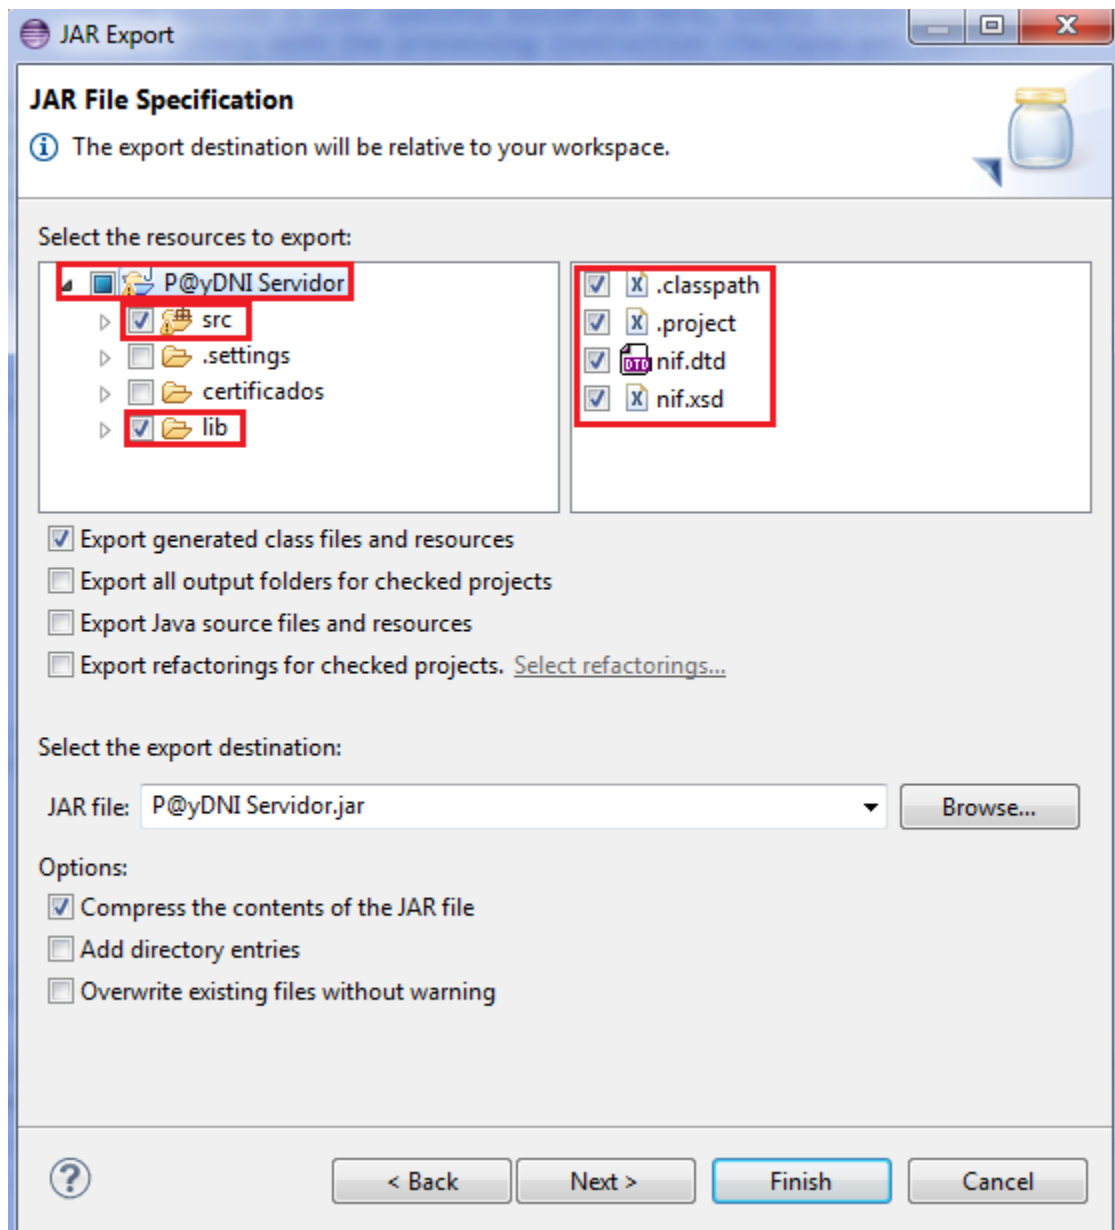 JAR Export
JAR File Specification
The export destination will be relative to your workspace.
Select the resources to export:
P@yDNI Servidor
src
.settings
certificados
lib
.classpath
.project
nif.dtd
nif.xsd
Export generated class files and resources
Export all output folders for checked projects
Export Java source files and resources
Export refactorings for checked projects. Select refactorings...
Select the export destination:
JAR file: P@yDNI Servidor.jar Browse...
Options:
Compress the contents of the JAR file
Add directory entries
Overwrite existing files without warning
< Back Next > Finish Cancel